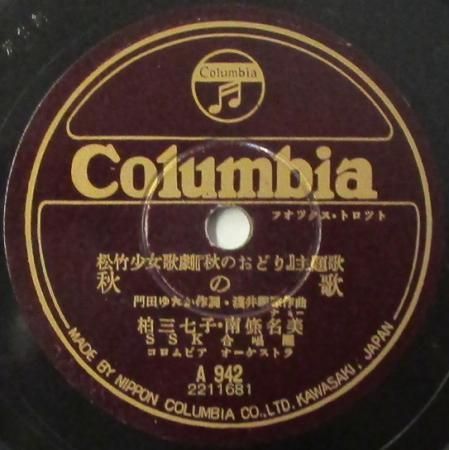 Columbia
Columbia
フオツクス・トロツト
松竹少女歌劇『秋のおどり』主題歌
秋の歌
門田ゆたか作詞・淺井作曲
柏三七子・南條名美
SSK合唱團
コロムビア オーケストラ
A 942
2211681
MADE BY NIPPON COLUMBIA CO., LTD. KAWASAKI, JAPAN